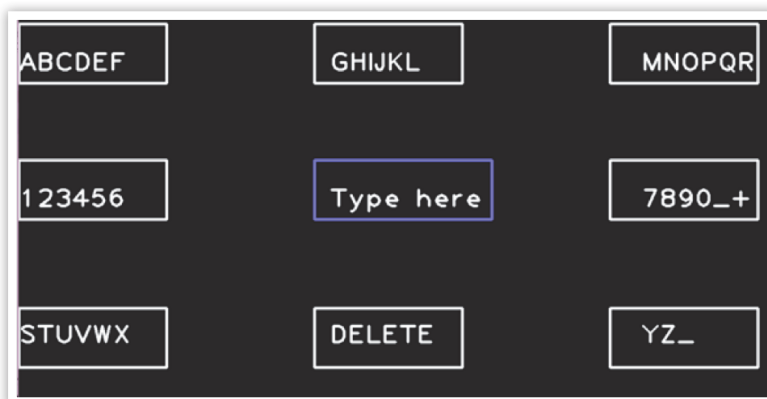 ABCDEF GHIJKL MNOPQR
123456 Type here 7890_+
STUVWX DELETE YZ_